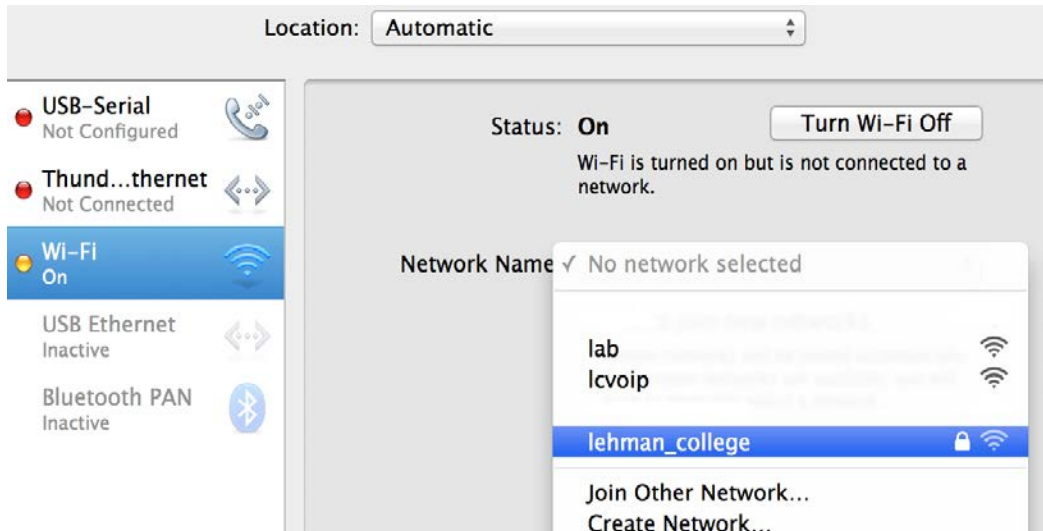 Location: Automatic
USB-Serial
Not Configured
Thund...thernet
Not Connected
Wi-Fi
On
USB Ethernet
Inactive
Bluetooth PAN
Inactive
Status: On
Turn Wi-Fi Off
Wi-Fi is turned on but is not connected to a
network.
Network Name
✓ No network selected
lab
lcvoip
lehman_college
Join Other Network...
Create Network...